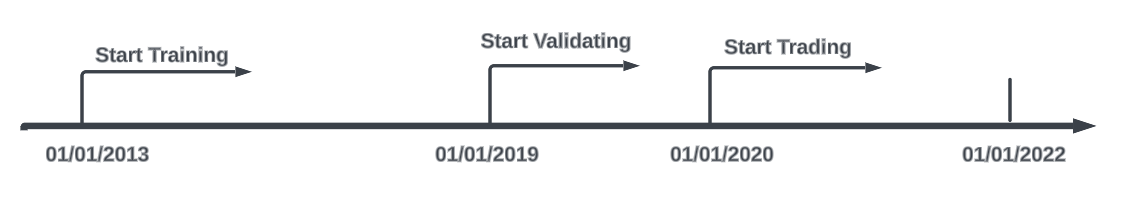 Start Training
Start Validating
Start Trading
01/01/2013
01/01/2019
01/01/2020
01/01/2022